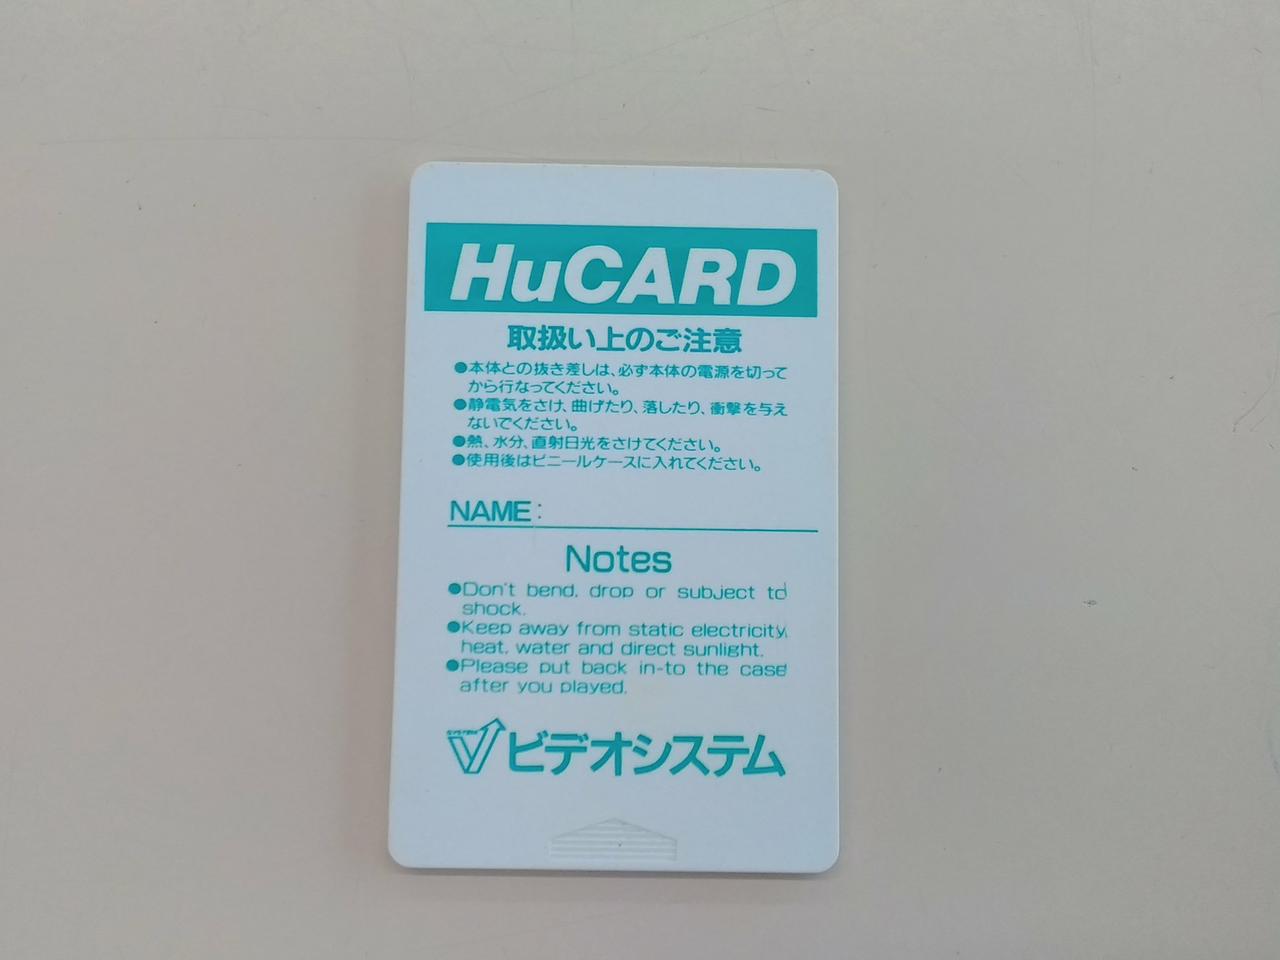 HuCARD
取扱い上のご注意
●本体との抜き差しは、必ず本体の電源を切って
から行なってください。
●静電気をさけ、曲げたり、落したり、衝撃を与え
ないでください。
●熱、水分、直射日光をさけてください。
●使用後はビニールケースに入れてください。
NAME:
Notes
●Don't bend, drop or subject to
shock.
●Keep away from static electricity,
heat, water and direct sunlight.
●Please put back in-to the case
after you played.
SYSTEM
V ビデオシステム